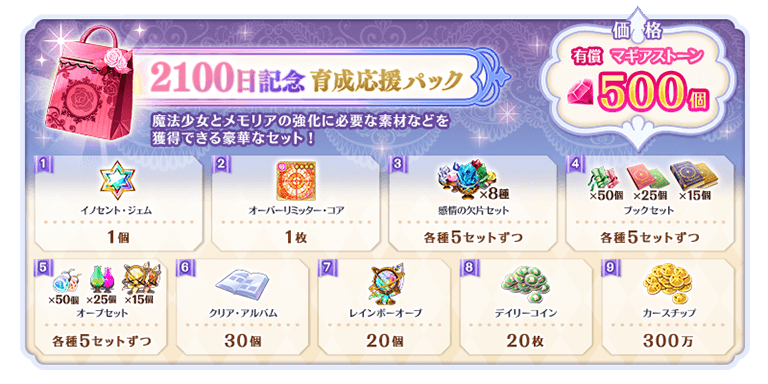 価格
2100日記念 育成応援パック
有償 マギアストーン
500個
魔法少女とメモリアの強化に必要な素材などを
獲得できる豪華なセット！
1
イノセント・ジェム
1個
2
オーバーリミッター・コア
1枚
3
×8種
感情の欠片セット
各種5セットずつ
4
×50個 ×25個 ×15個
ブックセット
各種5セットずつ
5
×50個 ×25個 ×15個
オーブセット
各種5セットずつ
6
クリア・アルバム
30個
7
レインボーオーブ
20個
8
デイリーコイン
20枚
9
カースチップ
300万